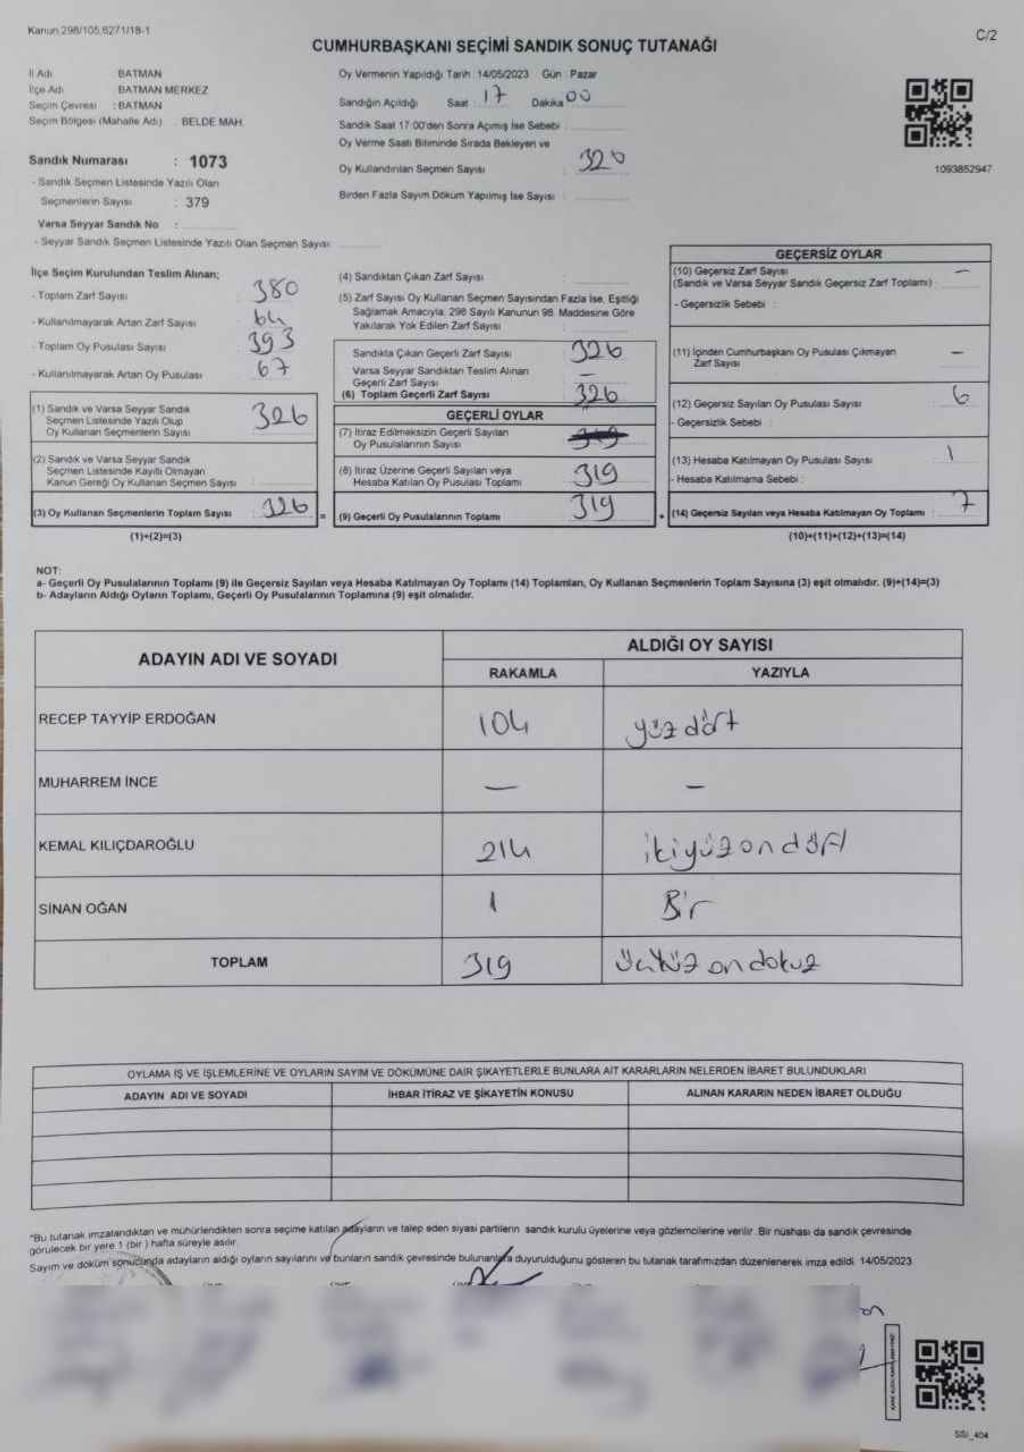 Kanun 298/105,6271/18-1
C/2
CUMHURBAŞKANI SEÇİMİ SANDIK SONUÇ TUTANAĞI
İl Adı BATMAN
İlçe Adı BATMAN MERKEZ
Seçim Çevresi : BATMAN
Seçim Bölgesi (Mahalle Adı) BELDE MAH.
Oy Vermenin Yapıldığı Tarih : 14/05/2023 Gün : Pazar
Sandığın Açıldığı Saat : 17 Dakika 00
Sandık Saat 17:00'den Sonra Açımış İse Sebebi
Oy Verme Saati Bitiminde Sırada Bekleyen ve
Oy Kullandırılan Seçmen Sayısı : 326
Birden Fazla Sayım Döküm Yapılmış İse Sayısı :
1093852947
Sandık Numarası : 1073
- Sandık Seçmen Listesinde Yazılı Olan
Seçmenlerin Sayısı : 379
Varsa Seyyar Sandık No :
- Seyyar Sandık Seçmen Listesinde Yazılı Olan Seçmen Sayısı
İlçe Seçim Kurulundan Teslim Alınan;
- Toplam Zarf Sayısı 380
- Kullanılmayarak Artan Zarf Sayısı 64
- Toplam Oy Pusulası Sayısı 393
- Kullanılmayarak Artan Oy Pusulası 67
(1) Sandık ve Varsa Seyyar Sandık
Seçmen Listesinde Yazılı Olup
Oy Kullanan Seçmenlerin Sayısı 326
(2) Sandık ve Varsa Seyyar Sandık
Seçmen Listesinde Kayıtlı Olmayan
Kanun Gereği Oy Kullanan Seçmen Sayısı
(3) Oy Kullanan Seçmenlerin Toplam Sayısı 326 =
(1)+(2)=(3)
(4) Sandıktan Çıkan Zarf Sayısı
(5) Zarf Sayısı Oy Kullanan Seçmen Sayısından Fazla İse, Eşitliği
Sağlamak Amacıyla, 298 Sayılı Kanunun 98. Maddesine Göre
Yakılarak Yok Edilen Zarf Sayısı
Sandıkta Çıkan Geçerli Zarf Sayısı 326
Varsa Seyyar Sandıktan Teslim Alınan
Geçerli Zarf Sayısı –
(6) Toplam Geçerli Zarf Sayısı 326
GEÇERLİ OYLAR
(7) İtiraz Edilmeksizin Geçerli Sayılan
Oy Pusulalarının Sayısı
(8) İtiraz Üzerine Geçerli Sayılan veya
Hesaba Katılan Oy Pusulası Toplamı 319
(9) Geçerli Oy Pusulalarının Toplamı 319 +
GEÇERSİZ OYLAR
(10) Geçersiz Zarf Sayısı –
(Sandık ve Varsa Seyyar Sandık Geçersiz Zarf Toplamı)
- Geçersizlik Sebebi :
(11) İçinden Cumhurbaşkanı Oy Pusulası Çıkmayan
Zarf Sayısı –
(12) Geçersiz Sayılan Oy Pusulası Sayısı 6
- Geçersizlik Sebebi :
(13) Hesaba Katılmayan Oy Pusulası Sayısı 1
- Hesaba Katılmama Sebebi :
(14) Geçersiz Sayılan veya Hesaba Katılmayan Oy Toplamı : 7
(10)+(11)+(12)+(13)=(14)
NOT:
a- Geçerli Oy Pusulalarının Toplamı (9) ile Geçersiz Sayılan veya Hesaba Katılmayan Oy Toplamı (14) Toplamları, Oy Kullanan Seçmenlerin Toplam Sayısına (3) eşit olmalıdır. (9)+(14)=(3)
b- Adayların Aldığı Oyların Toplamı, Geçerli Oy Pusulalarının Toplamına (9) eşit olmalıdır.
ADAYIN ADI VE SOYADI
ALDIĞI OY SAYISI
RAKAMLA YAZIYLA
RECEP TAYYİP ERDOĞAN 104 yüz dört
MUHARREM İNCE – –
KEMAL KILIÇDAROĞLU 214 ikiyüz on dört
SİNAN OĞAN 1 Bir
TOPLAM 319 üçyüz on dokuz
OYLAMA İŞ VE İŞLEMLERİNE VE OYLARIN SAYIM VE DÖKÜMÜNE DAİR ŞİKAYETLERLE BUNLARA AİT KARARLARIN NELERDEN İBARET BULUNDUKLARI
ADAYIN ADI VE SOYADI İHBAR İTİRAZ VE ŞİKAYETİN KONUSU ALINAN KARARIN NEDEN İBARET OLDUĞU
"Bu tutanak imzalandıktan ve mühürlendikten sonra seçime katılan adayların ve talep eden siyasi partilerin sandık kurulu üyelerine veya gözlemcilerine verilir. Bir nüshası da sandık çevresinde
görülecek bir yere 1 (bir) hafta süreyle asılır.
Sayım ve döküm sonucunda adayların aldığı oyların sayılarını ve bunların sandık çevresinde bulunanlara duyurulduğunu gösteren bu tutanak tarafımızdan düzenlenerek imza edildi. 14/05/2023
SSI_404